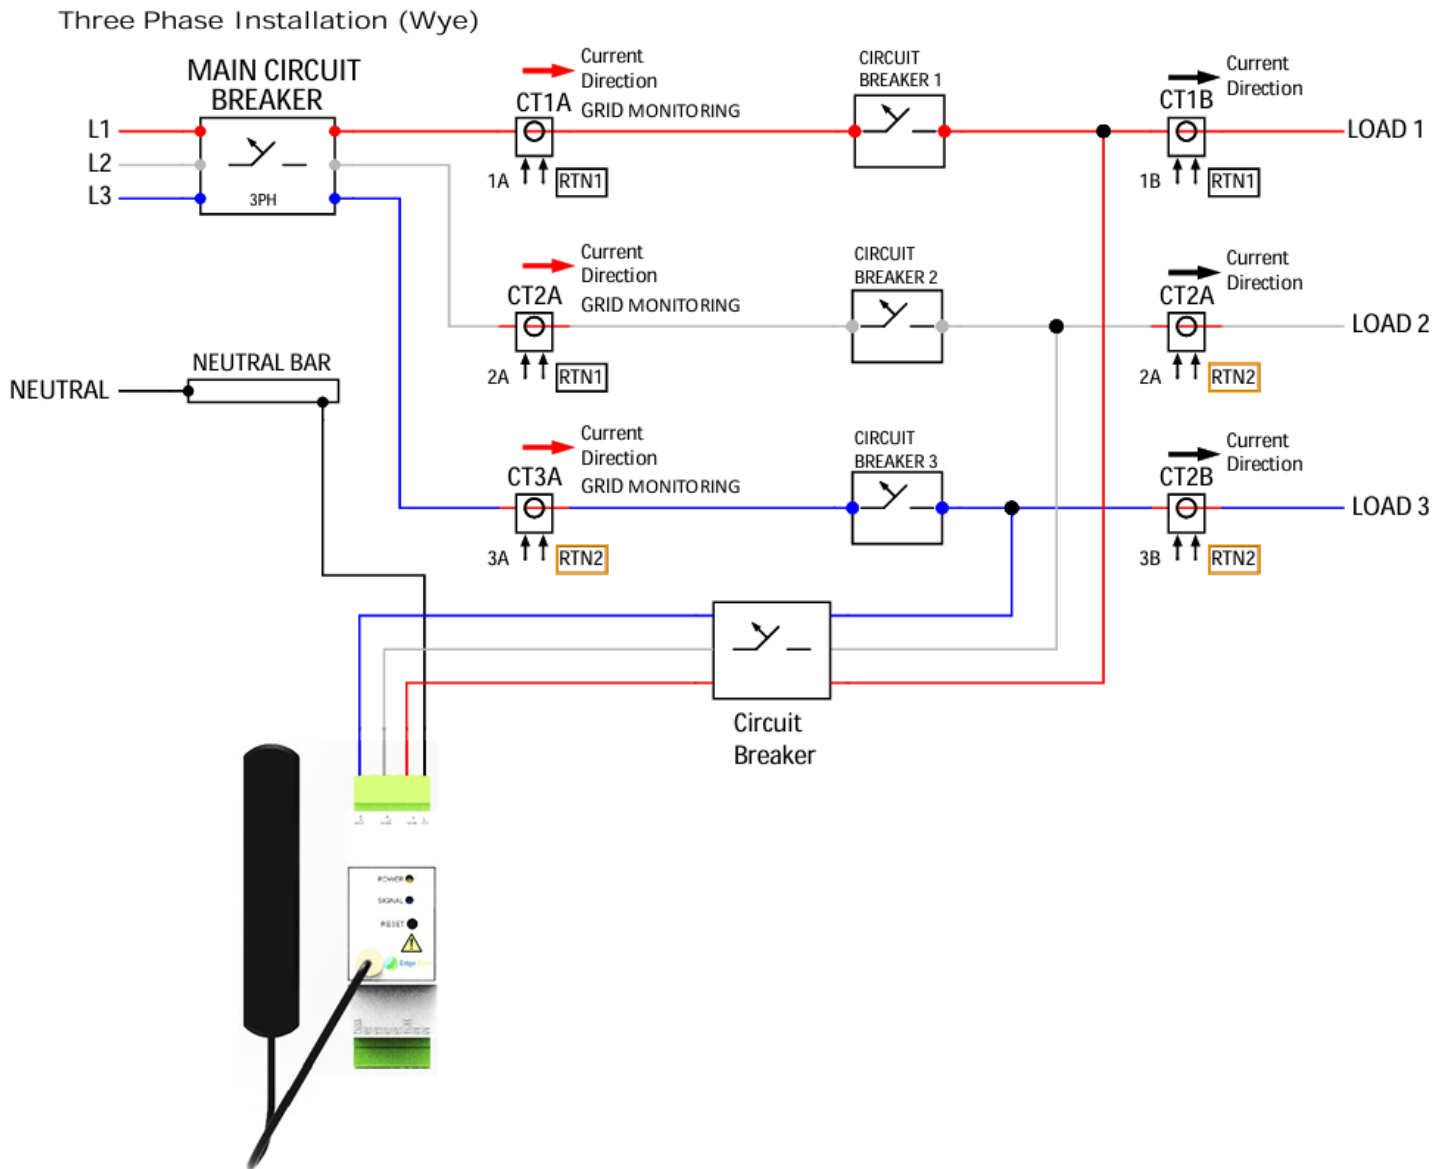 Three Phase Installation (Wye)
MAIN CIRCUIT
BREAKER
L1
L2
L3
3PH
Current
Direction
CT1A
GRID MONITORING
1A
RTN1
CIRCUIT
BREAKER 1
Current
Direction
CT1B
LOAD 1
1B
RTN1
Current
Direction
CT2A
GRID MONITORING
2A
RTN1
CIRCUIT
BREAKER 2
Current
Direction
CT2A
LOAD 2
2A
RTN2
NEUTRAL BAR
NEUTRAL
Current
Direction
CT3A
GRID MONITORING
3A
RTN2
CIRCUIT
BREAKER 3
Current
Direction
CT2B
LOAD 3
3B
RTN2
Circuit
Breaker
POWER
SIGNAL
RESET
Edge